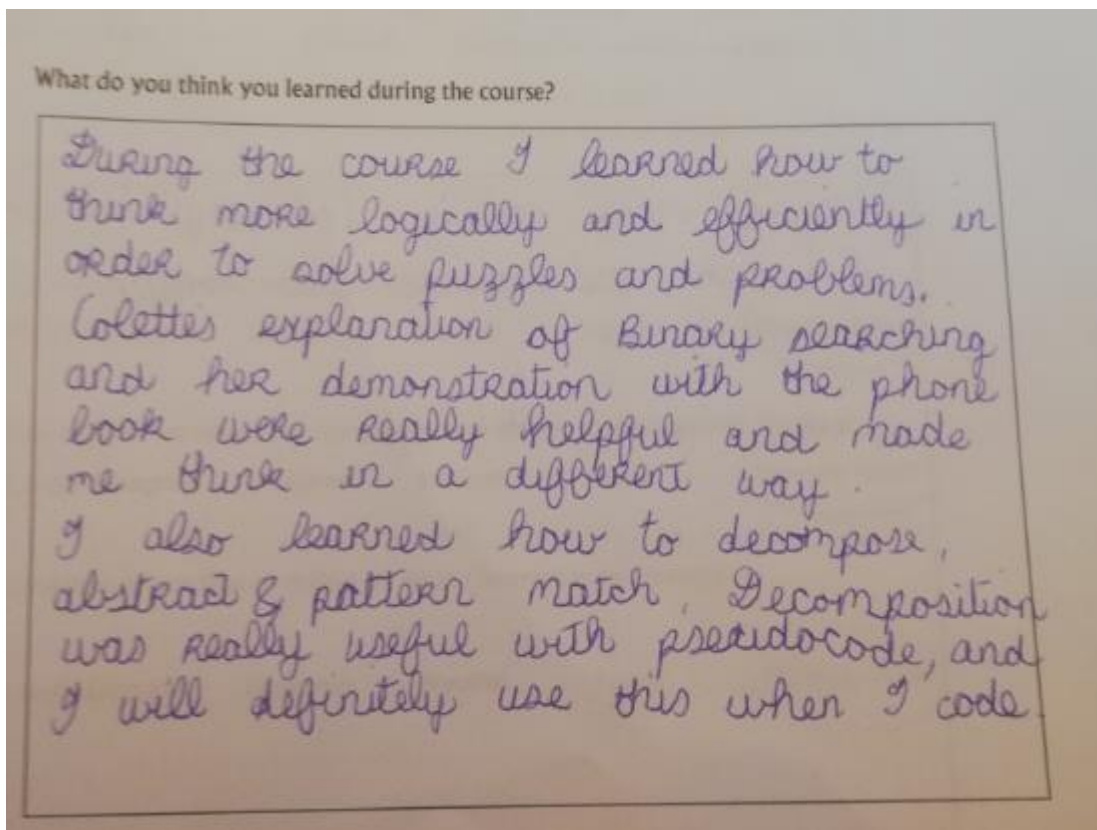 What do you think you learned during the course?
During the course I learned how to
think more logically and efficiently in
order to solve puzzles and problems.
Colette's explanation of Binary searching
and her demonstration with the phone
book were really helpful and made
me think in a different way.
I also learned how to decompose,
abstract & pattern match. Decomposition
was really useful with pseudocode, and
I will definitely use this when I code.